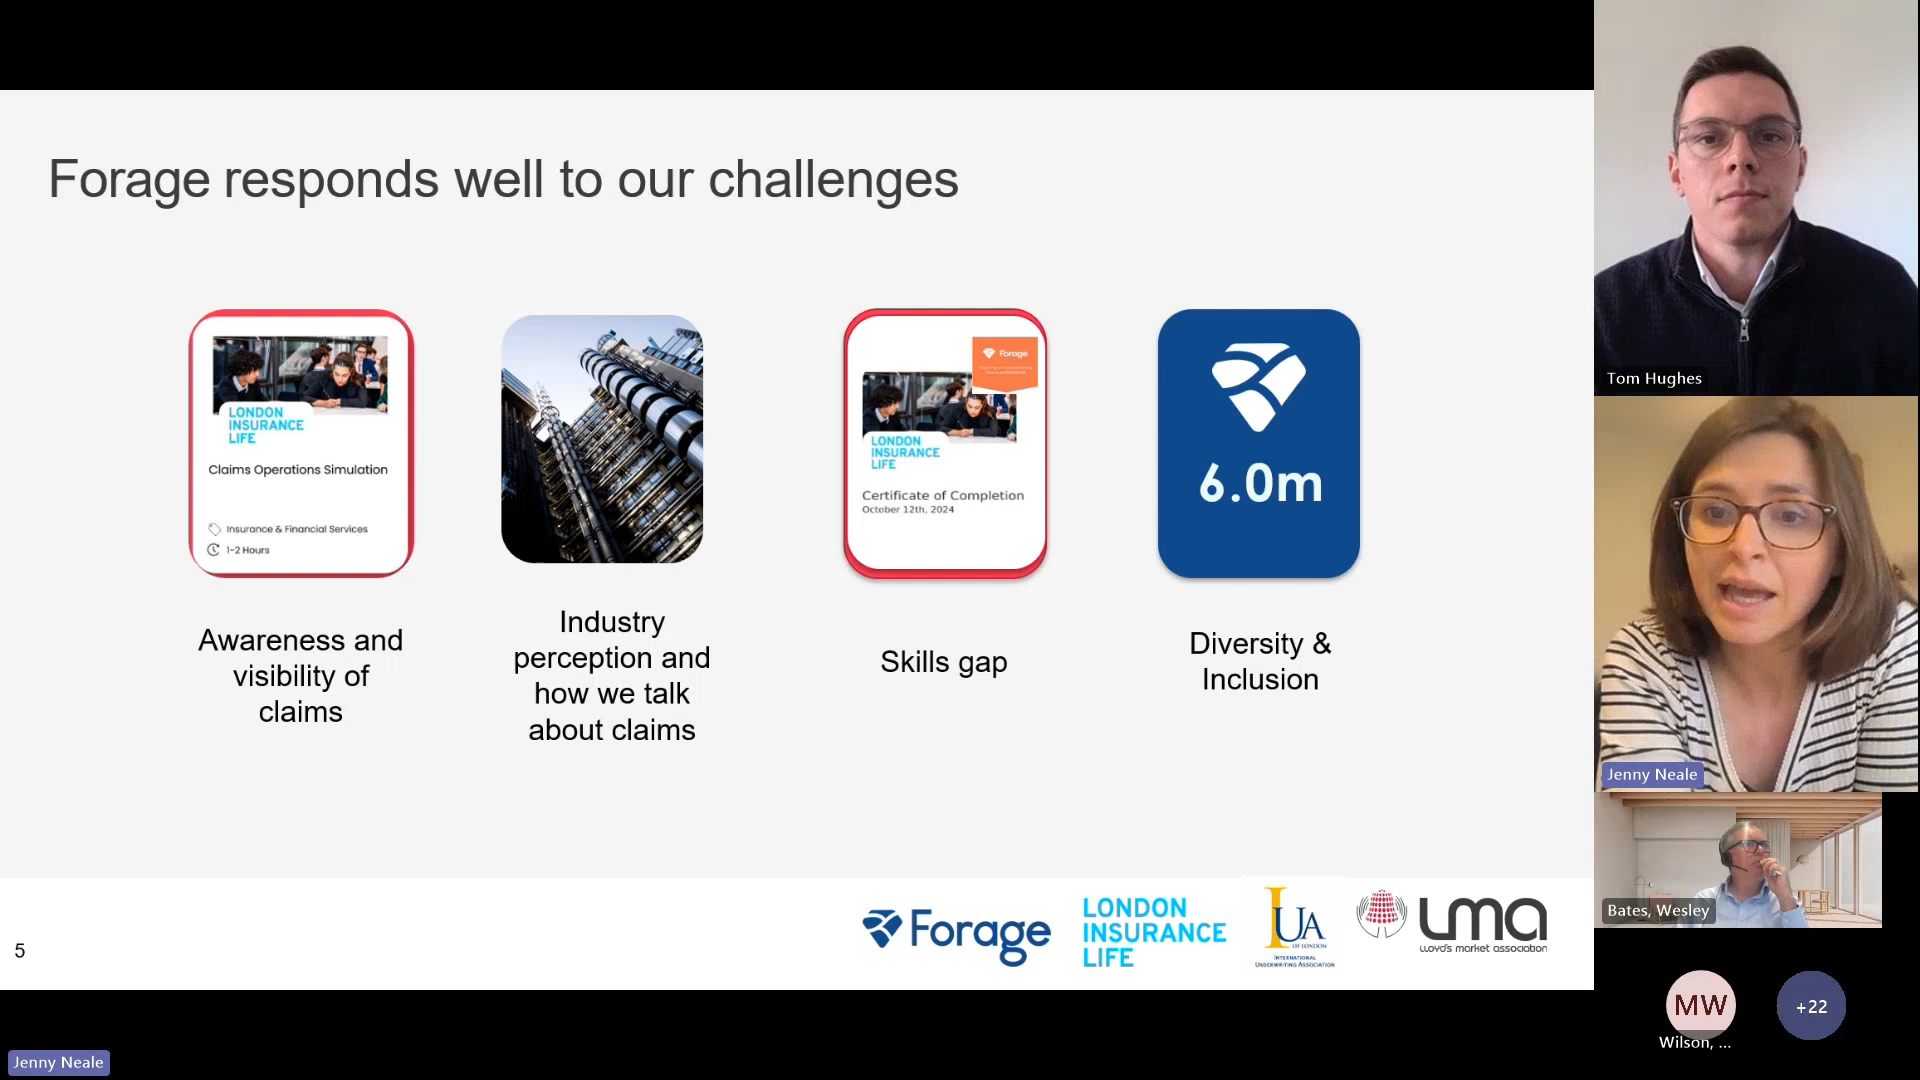 Forage responds well to our challenges
LONDON
INSURANCE
LIFE
Claims Operations Simulation
Insurance & Financial Services
1-2 Hours
Awareness and
visibility of
claims
Industry
perception and
how we talk
about claims
Forage
LONDON
INSURANCE
LIFE
Certificate of Completion
October 12th, 2024
Skills gap
6.0m
Diversity &
Inclusion
5
Forage
LONDON
INSURANCE
LIFE
IUA
OF LONDON
INTERNATIONAL
UNDERWRITING ASSOCIATION
LMA
LLOYD'S MARKET ASSOCIATION
Jenny Neale
Tom Hughes
Jenny Neale
Bates, Wesley
MW
Wilson, ...
+22